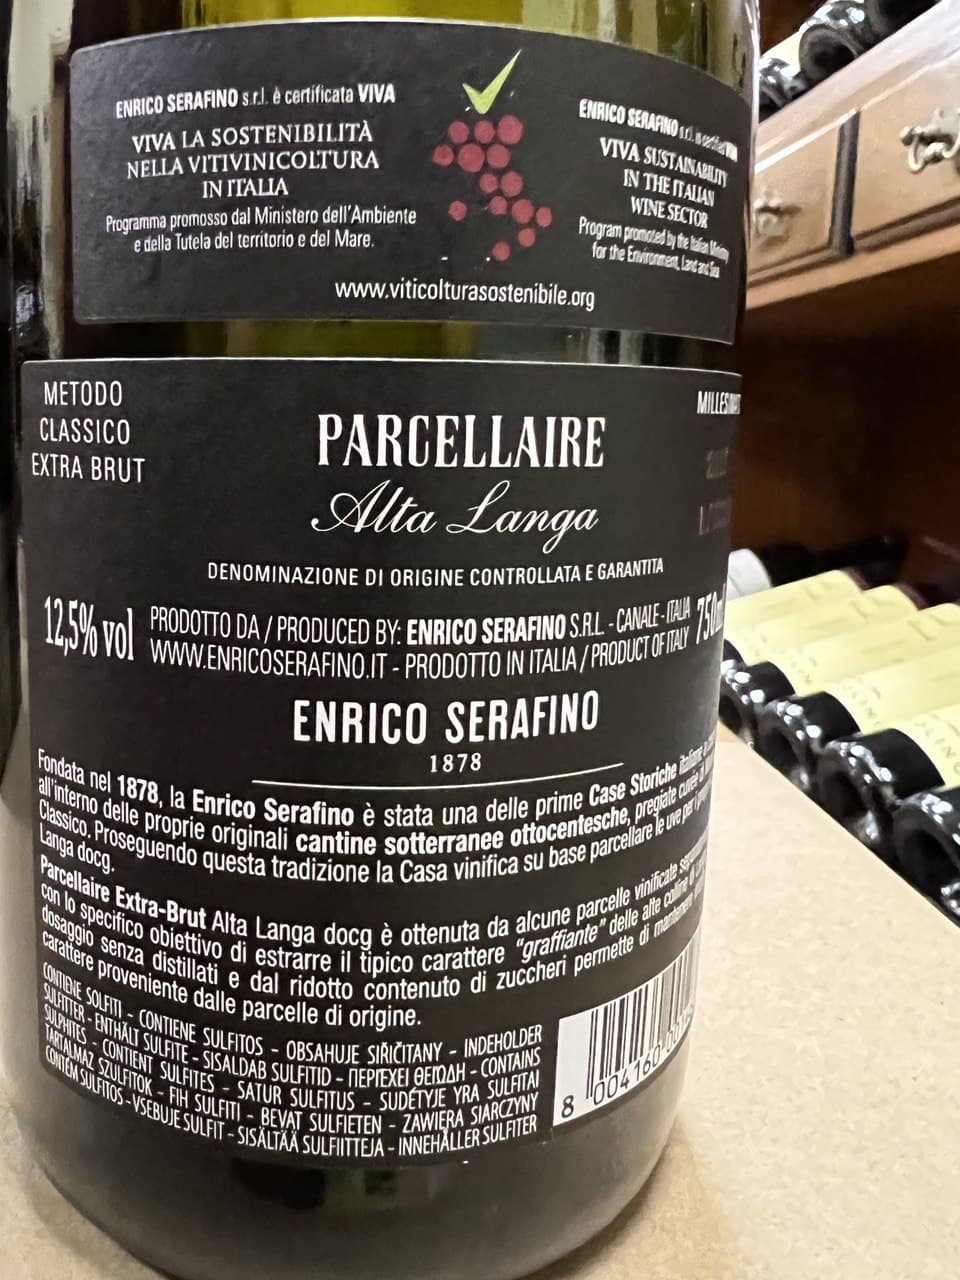 ENRICO SERAFINO s.r.l. è certificata VIVA
VIVA LA SOSTENIBILITÀ
NELLA VITIVINICOLTURA
IN ITALIA
Programma promosso dal Ministero dell'Ambiente
e della Tutela del territorio e del Mare.
ENRICO SERAFINO s.r.l. is certified
VIVA SUSTAINABILITY
IN THE ITALIAN
WINE SECTOR
Program promoted by the Italian Ministry
for the Environment, Land and Sea
www.viticolturasostenibile.org
METODO
CLASSICO
EXTRA BRUT
PARCELLAIRE
Alta Langa
DENOMINAZIONE DI ORIGINE CONTROLLATA E GARANTITA
12,5% vol
PRODOTTO DA / PRODUCED BY: ENRICO SERAFINO S.R.L. - CANALE - ITALIA
WWW.ENRICOSERAFINO.IT - PRODOTTO IN ITALIA / PRODUCT OF ITALY
750ml
ENRICO SERAFINO
1878
Fondata nel 1878, la Enrico Serafino è stata una delle prime Case Storiche italiane
all'interno delle proprie originali cantine sotterranee ottocentesche, pregiate cuvée
Classico. Proseguendo questa tradizione la Casa vinifica su base parcellare le uve per
Langa docg.
Parcellaire Extra-Brut Alta Langa docg è ottenuta da alcune parcelle vinificate
con lo specifico obiettivo di estrarre il tipico carattere "graffiante" delle alte colline
dosaggio senza distillati e dal ridotto contenuto di zuccheri permette di mantenere
carattere proveniente dalle parcelle di origine.
CONTIENE SOLFITI - CONTIENE SULFITOS - OBSAHUJE SIŘIČITANY - INDEHOLDER
SULFITTER - ENTHÄLT SULFITE - SISALDAB SULFITID - ΠΕΡΙΕΧΕΙ ΘΕΙΩΔΗ - CONTAINS
SULPHITES - CONTIENT SULFITES - SATUR SULFITUS - SUDĖTYJE YRA SULFITAI
TARTALMAZ SZULFITOK - FIH SULFITI - BEVAT SULFIETEN - ZAWIERA SIARCZYNY
CONTÉM SULFITOS - VSEBUJE SULFIT - SISÄLTÄÄ SULFIITTEJA - INNEHÅLLER SULFITER